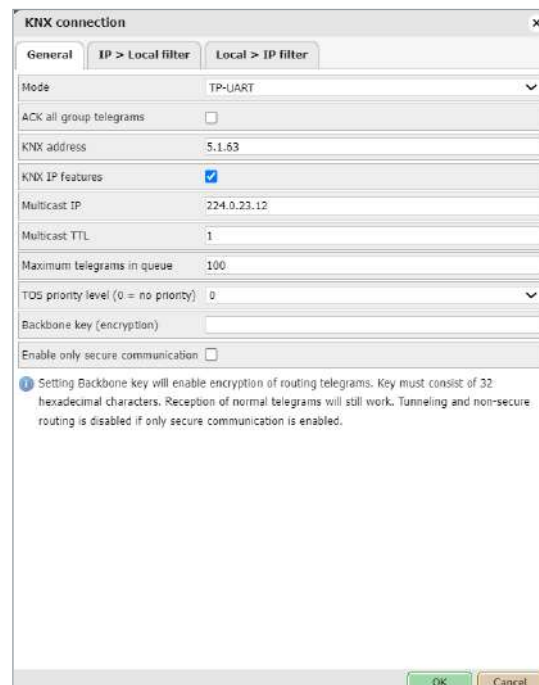 KNX connection
General IP > Local filter Local > IP filter
Mode TP-UART
ACK all group telegrams
KNX address 5.1.63
KNX IP features
Multicast IP 224.0.23.12
Multicast TTL 1
Maximum telegrams in queue 100
TOS priority level (0 = no priority) 0
Backbone key (encryption)
Enable only secure communication
Setting Backbone key will enable encryption of routing telegrams. Key must consist of 32
hexadecimal characters. Reception of normal telegrams will still work. Tunneling and non-secure
routing is disabled if only secure communication is enabled.
OK Cancel